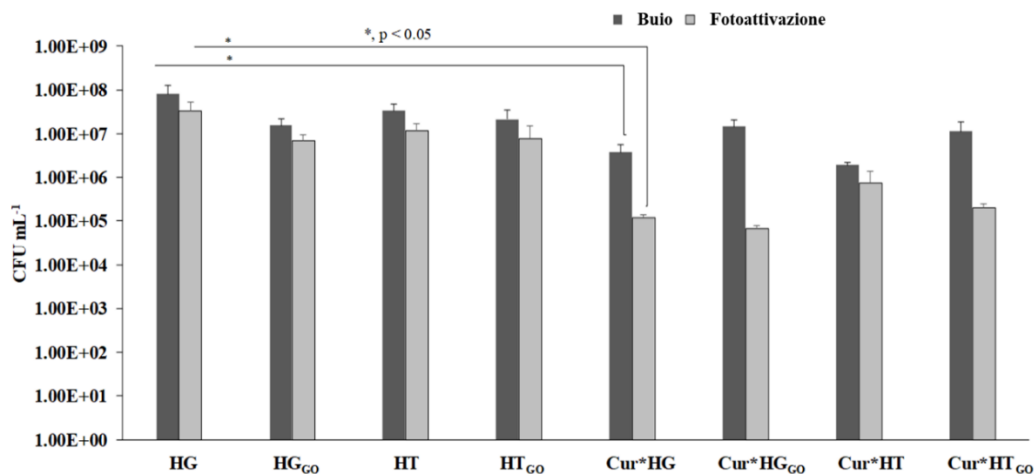 Buio Fotoattivazione
*, p < 0.05
*
*
1.00E+09
1.00E+08
1.00E+07
1.00E+06
1.00E+05
1.00E+04
1.00E+03
1.00E+02
1.00E+01
1.00E+00
CFU mL-1
HG HGGO HT HTGO Cur*HG Cur*HGGO Cur*HT Cur*HTGO